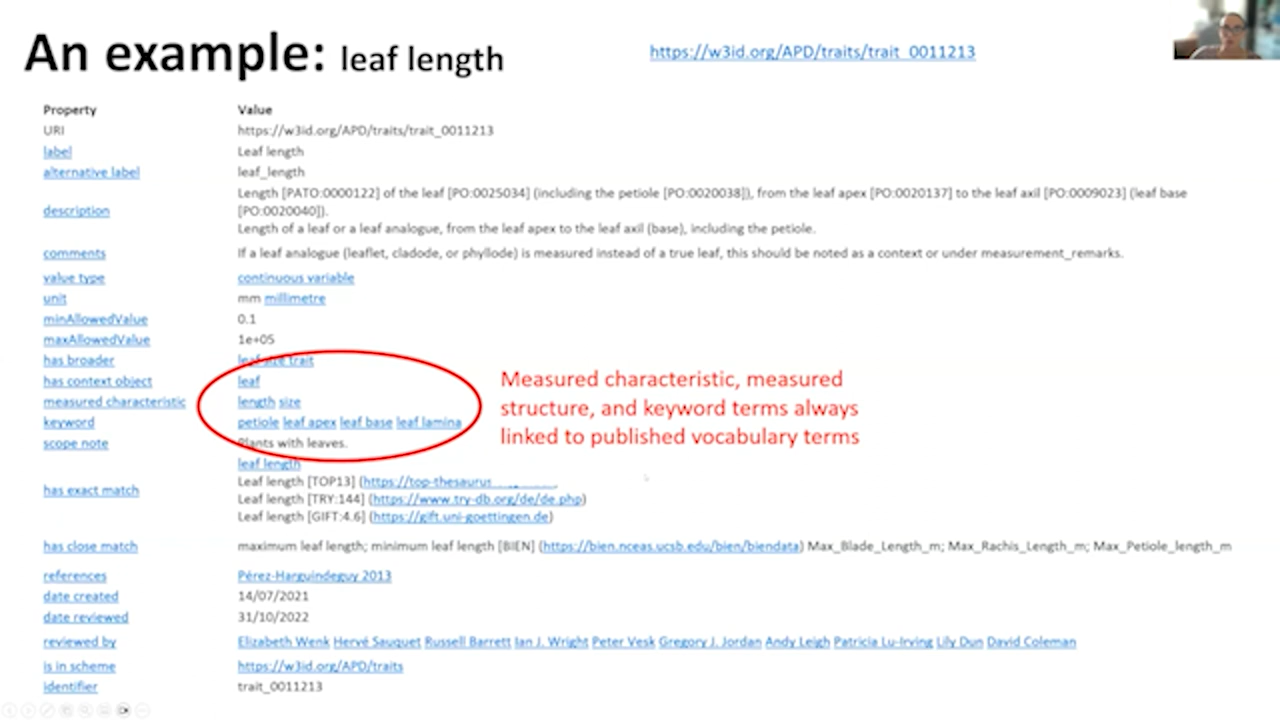 An example: leaf length
https://w3id.org/APD/traits/trait_0011213
Property Value
URI https://w3id.org/APD/traits/trait_0011213
label Leaf length
alternative label leaf_length
description Length [PATO:0000122] of the leaf [PO:0025034] (including the petiole [PO:0020038]), from the leaf apex [PO:0020137] to the leaf axil [PO:0009023] (leaf base
[PO:0020040]).
Length of a leaf or a leaf analogue, from the leaf apex to the leaf axil (base), including the petiole.
comments If a leaf analogue (leaflet, cladode, or phyllode) is measured instead of a true leaf, this should be noted as a context or under measurement_remarks.
value type continuous variable
unit mm millimetre
minAllowedValue 0.1
maxAllowedValue 1e+05
has broader leaf size trait
has context object leaf
measured characteristic length size
keyword petiole leaf apex leaf base leaf lamina
scope note Plants with leaves.
Measured characteristic, measured
structure, and keyword terms always
linked to published vocabulary terms
has exact match leaf length
Leaf length [TOP13] (https://top-thesaurus
Leaf length [TRY:144] (https://www.try-db.org/de/de.php)
Leaf length [GIFT:4.6] (https://gift.uni-goettingen.de)
has close match maximum leaf length; minimum leaf length [BIEN] (https://bien.nceas.ucsb.edu/bien/biendata) Max_Blade_Length_m; Max_Rachis_Length_m; Max_Petiole_length_m
references Pérez-Harguindeguy 2013
date created 14/07/2021
date reviewed 31/10/2022
reviewed by Elizabeth Wenk Hervé Sauquet Russell Barrett Ian J. Wright Peter Vesk Gregory J. Jordan Andy Leigh Patricia Lu-Irving Lily Dun David Coleman
is in scheme https://w3id.org/APD/traits
identifier trait_0011213